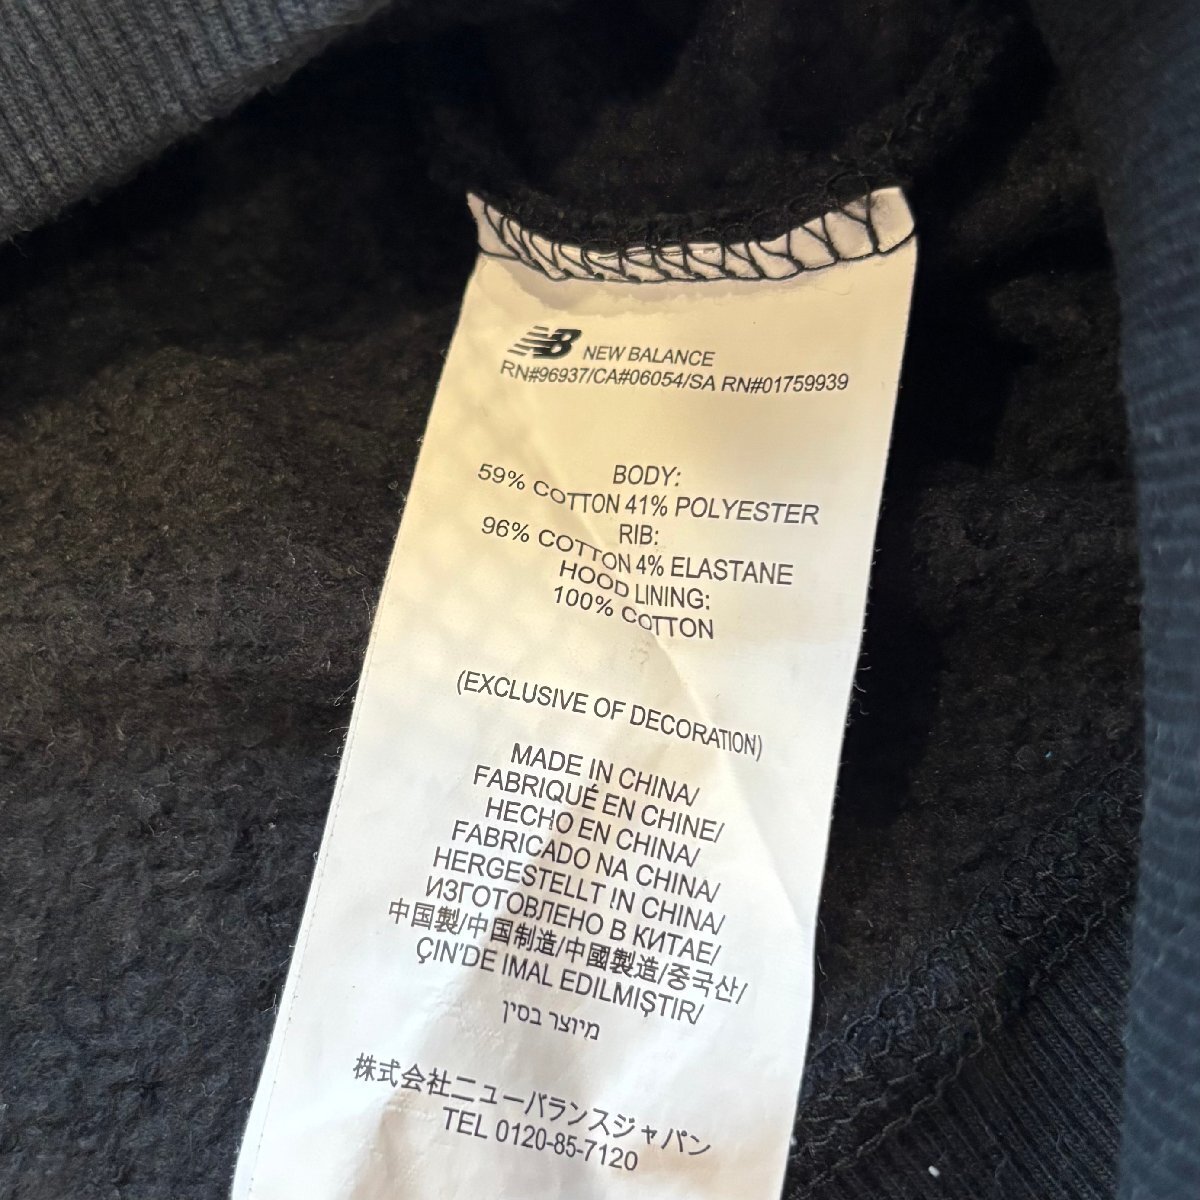 NB NEW BALANCE
RN#96937/CA#06054/SA RN#01759939
BODY:
59% COTTON 41% POLYESTER
RIB:
96% COTTON 4% ELASTANE
HOOD LINING:
100% COTTON
(EXCLUSIVE OF DECORATION)
MADE IN CHINA/
FABRIQUÉ EN CHINE/
HECHO EN CHINA/
FABRICADO NA CHINA/
HERGESTELLT IN CHINA/
ИЗГОТОВЛЕНО В КИТАЕ/
中国製/中国制造/中國製造/중국산/
ÇIN'DE IMAL EDILMIŞTIR/
מיוצר בסין
株式会社ニューバランスジャパン
TEL 0120-85-7120